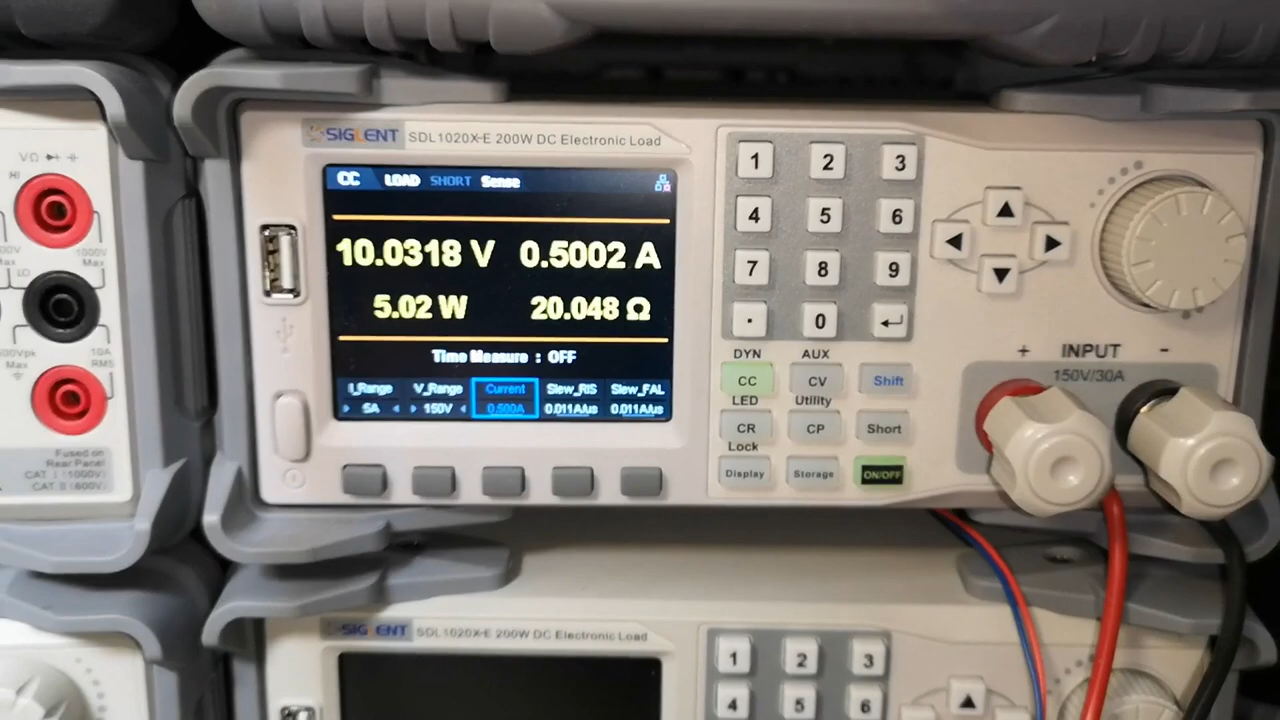 SIGLENT SDL1020X-E 200W DC Electronic Load
CC LOAD SHORT Sense
10.0318 V 0.5002 A
5.02 W 20.048 Ω
Time Measure : OFF
I_Range V_Range Current Slew_RIS Slew_FAL
5A 150V 0.500A 0.011A/us 0.011A/us
1 2 3
4 5 6
7 8 9
. 0
DYN AUX
CC CV Shift
LED Utility
CR CP Short
Lock
Display Storage ON/OFF
+ INPUT -
150V/30A
VΩ
HI
1000V
Max
LO
Max
10A
RMS
Fused on
Rear Panel
CAT I (1000V)
CAT II (600V)
SIGLENT SDL1020X-E 200W DC Electronic Load
1 2 3
4 5 6